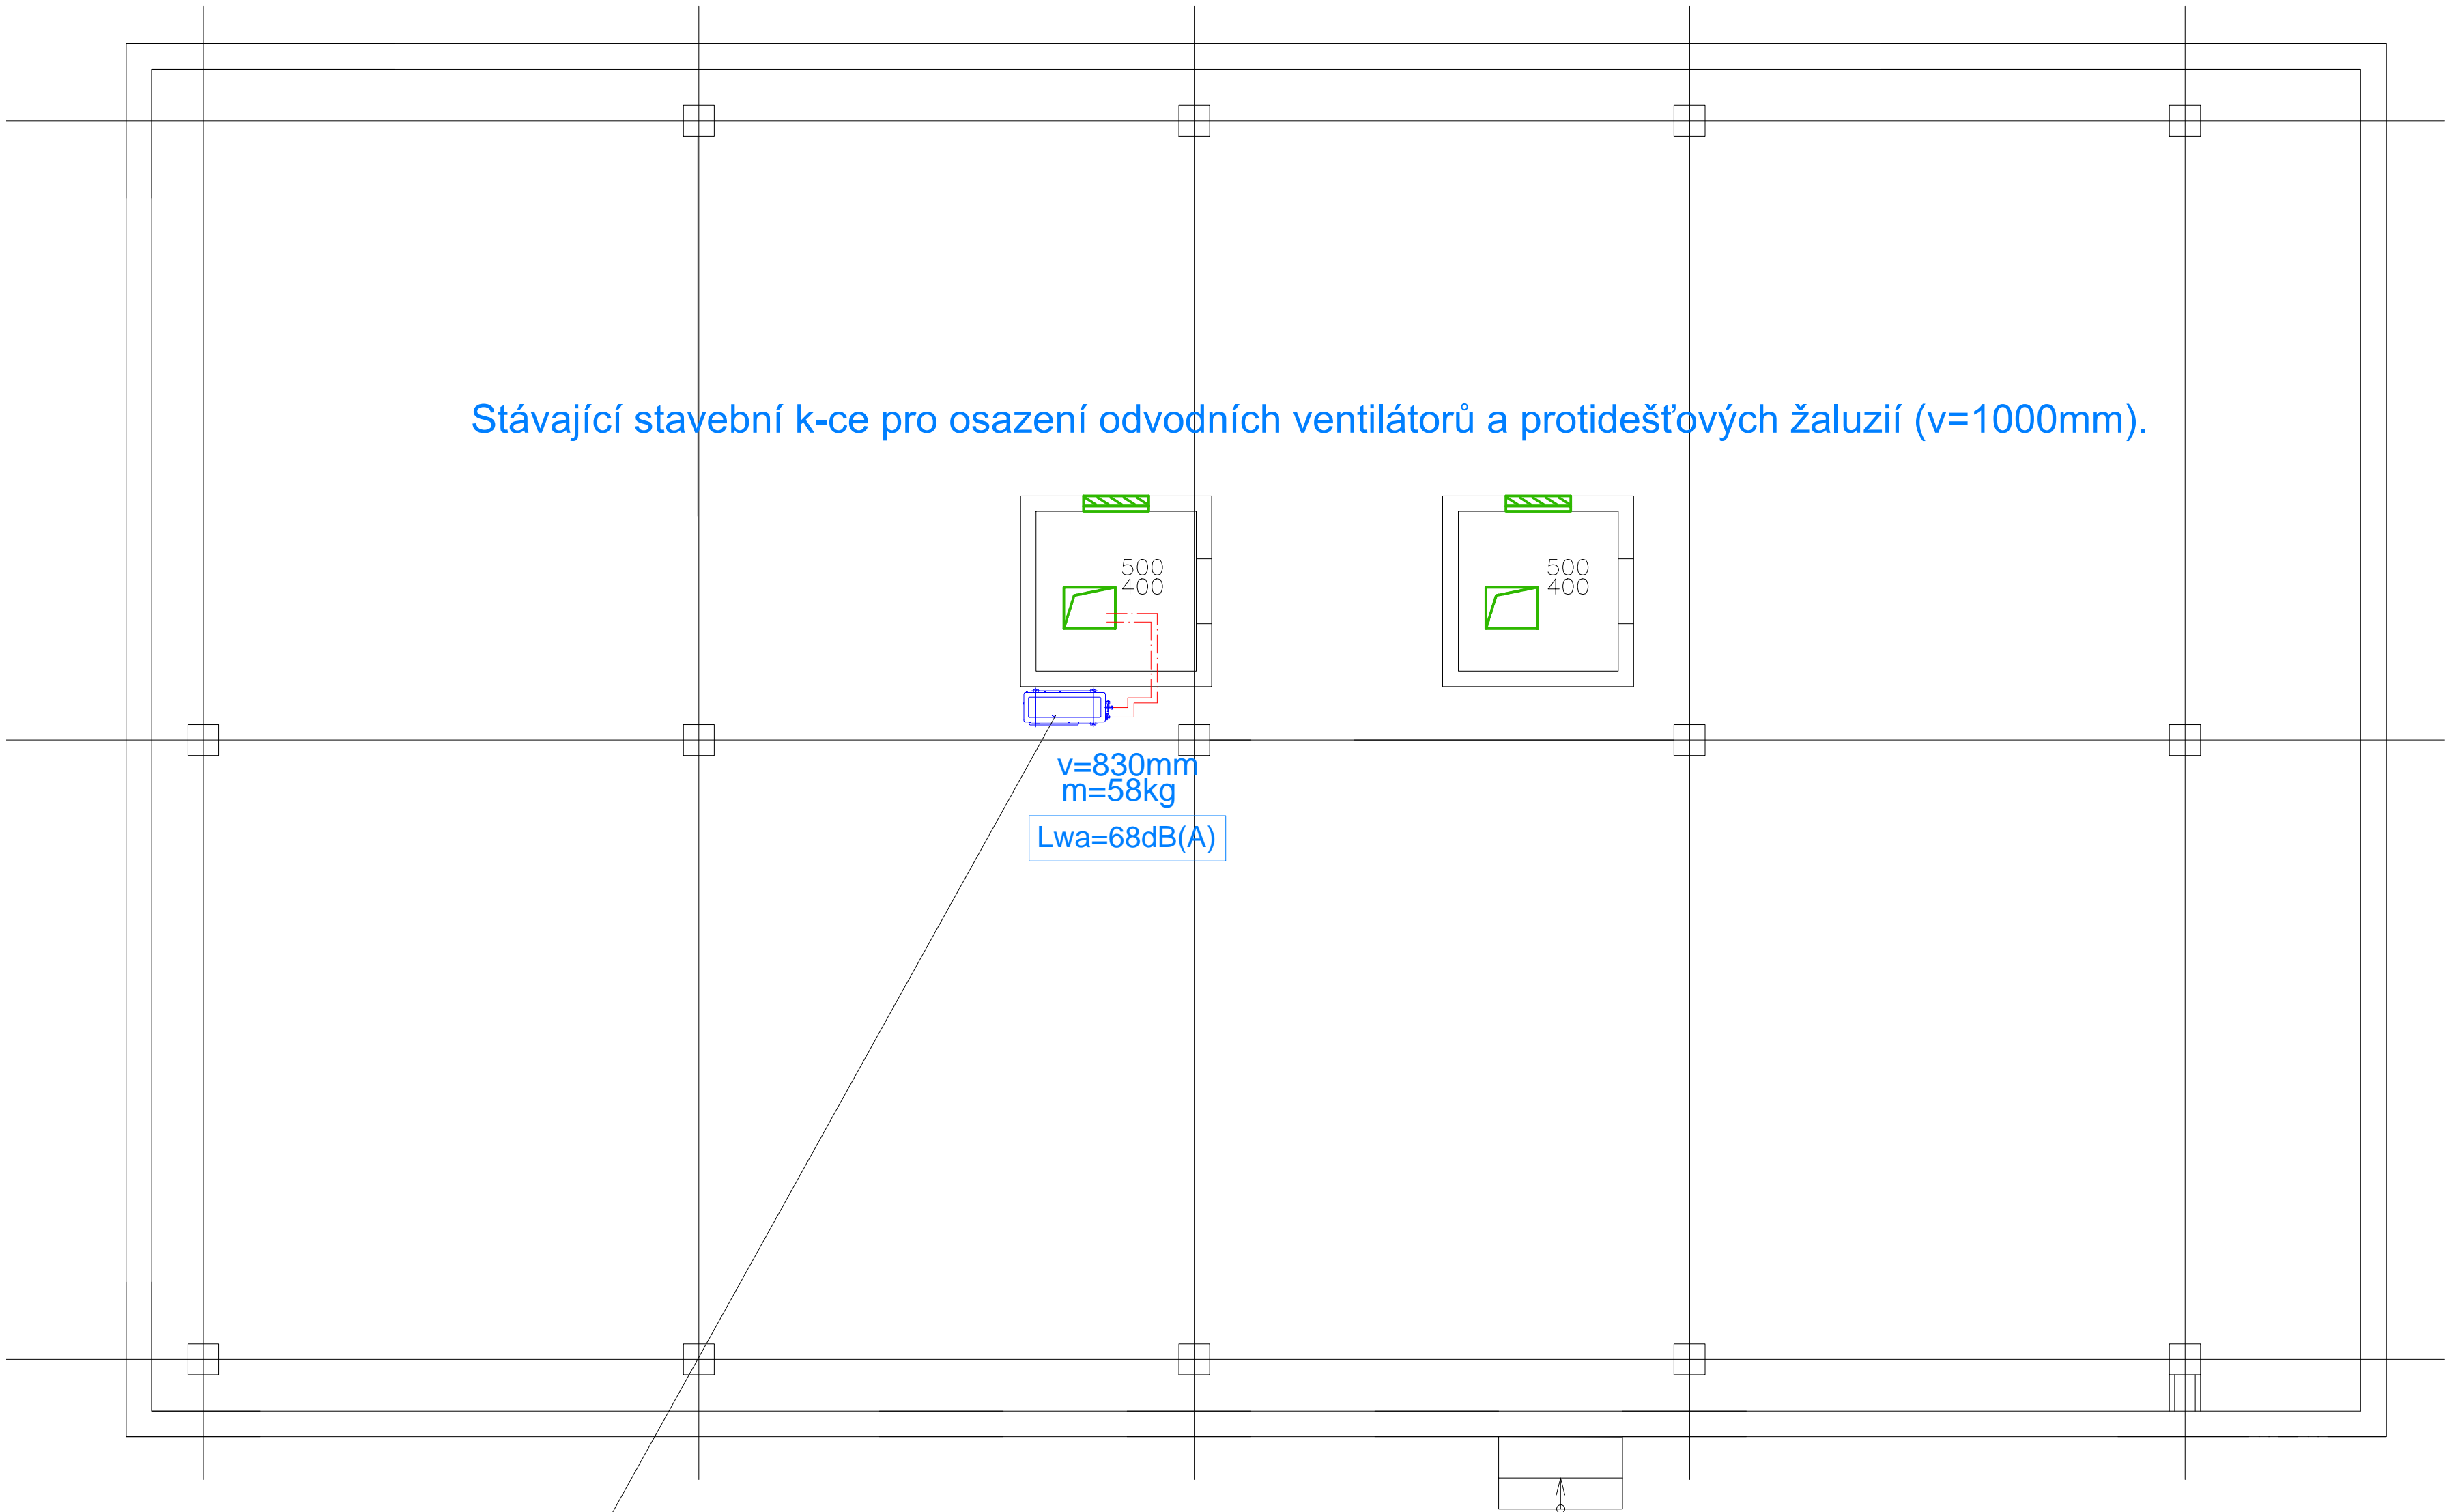 Stávající stavební k-ce pro osazení odvodních ventilátorů a protidešťových žaluzií (v=1000mm).
500
400
500
400
v=830mm
m=58kg
Lwa=68dB(A)